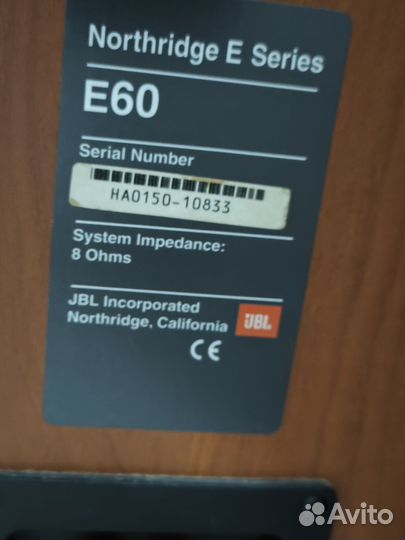 Northridge E Series
E60
Serial Number
HA0150-10833
System Impedance:
8 Ohms
JBL Incorporated
Northridge, California
JBL
CE
Avito